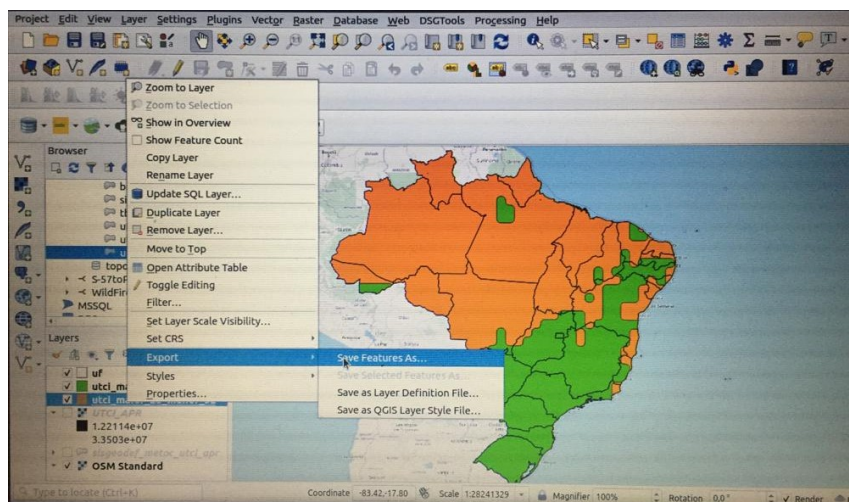 Project Edit View Layer Settings Plugins Vector Raster Database Web DSGTools Processing Help
Zoom to Layer
Zoom to Selection
Show in Overview
Show Feature Count
Copy Layer
Rename Layer
Update SQL Layer...
Duplicate Layer
Remove Layer...
Move to Top
Open Attribute Table
Toggle Editing
Filter...
Set Layer Scale Visibility...
Set CRS
Export
Styles
Properties...
Save Features As...
Save Selected Features As...
Save as Layer Definition File...
Save as QGIS Layer Style File...
Browser
WildFire
MSSQL
Layers
uf
UTCI_APR
1.22114e+07
3.3503e+07
OSM Standard
Type to locate (Ctrl+K)
Coordinate -83.42,-17.80
Scale 1:28241329
Magnifier 100%
Rotation 0.0°
Render